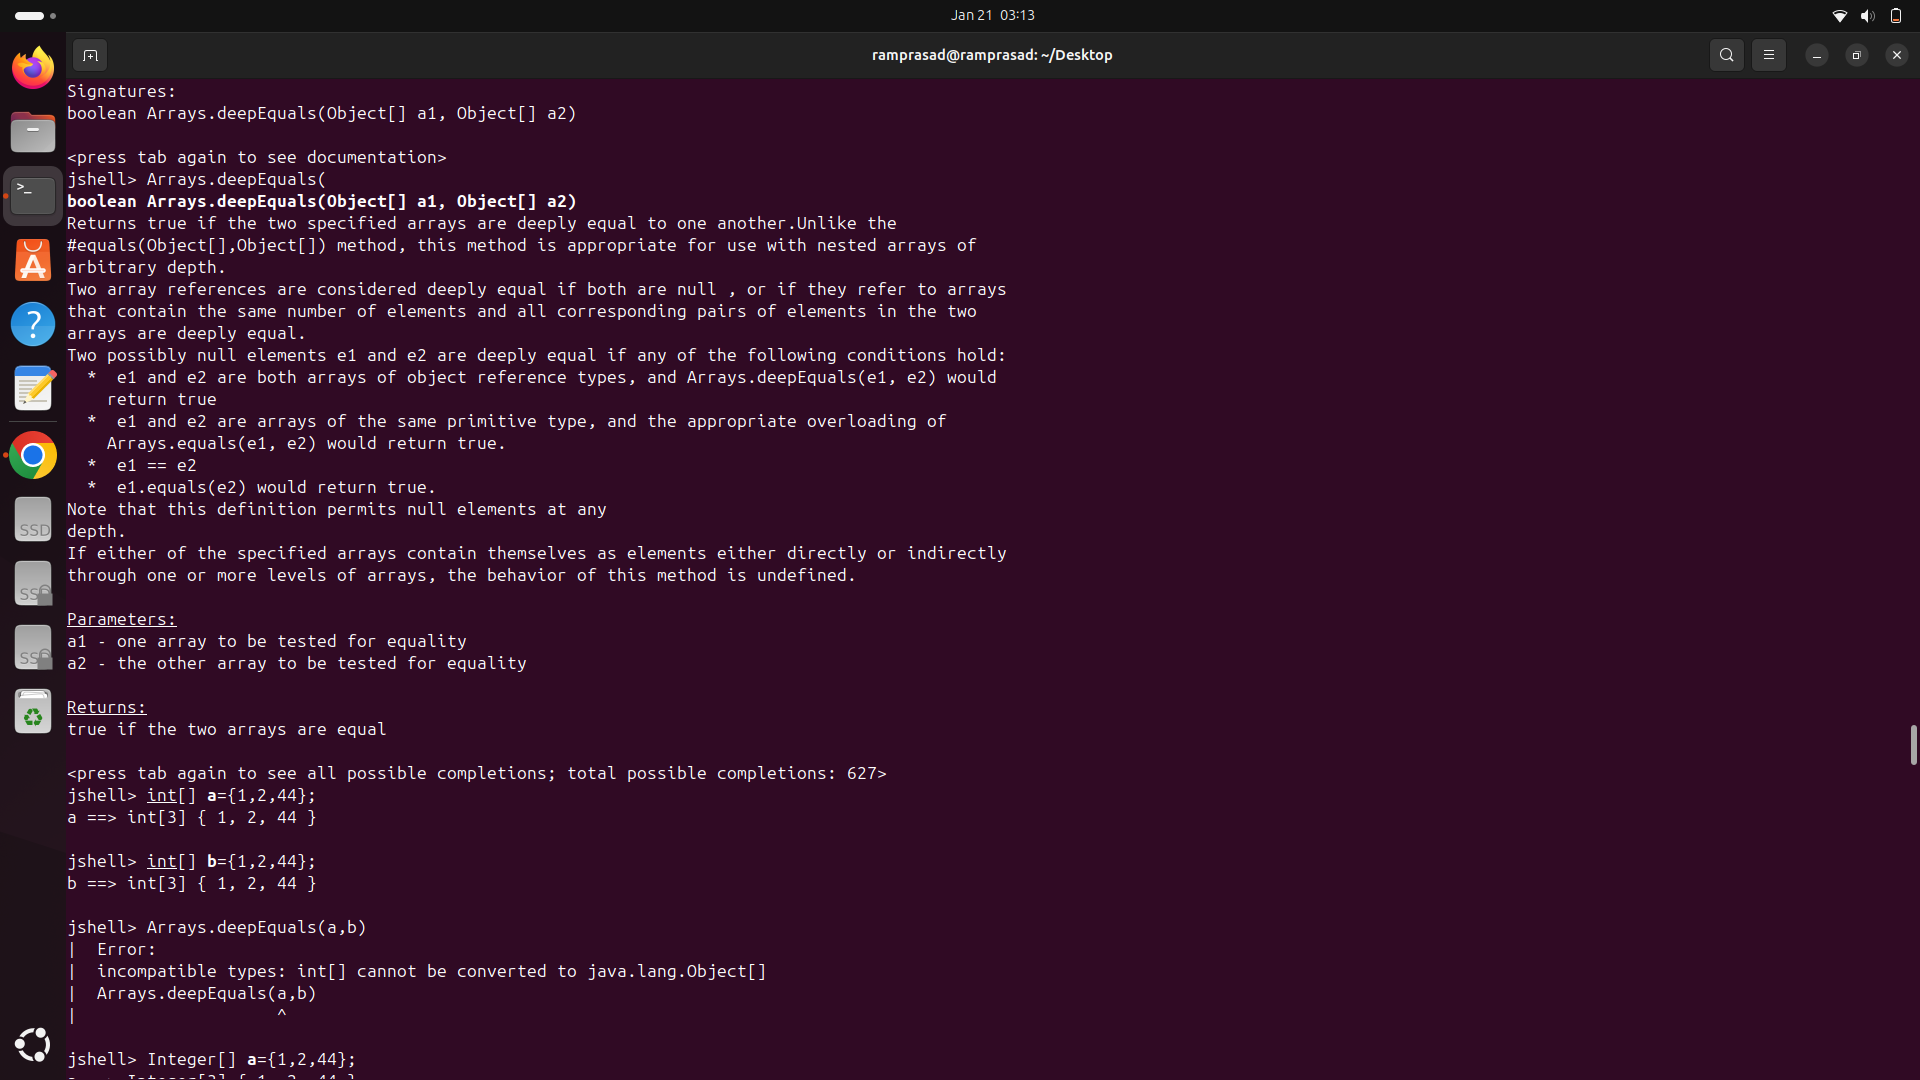 Jan 21 03:13
ramprasad@ramprasad: ~/Desktop
Signatures:
boolean Arrays.deepEquals(Object[] a1, Object[] a2)
<press tab again to see documentation>
jshell> Arrays.deepEquals(
boolean Arrays.deepEquals(Object[] a1, Object[] a2)
Returns true if the two specified arrays are deeply equal to one another.Unlike the
#equals(Object[],Object[]) method, this method is appropriate for use with nested arrays of
arbitrary depth.
Two array references are considered deeply equal if both are null , or if they refer to arrays
that contain the same number of elements and all corresponding pairs of elements in the two
arrays are deeply equal.
Two possibly null elements e1 and e2 are deeply equal if any of the following conditions hold:
  *  e1 and e2 are both arrays of object reference types, and Arrays.deepEquals(e1, e2) would
    return true
  *  e1 and e2 are arrays of the same primitive type, and the appropriate overloading of
    Arrays.equals(e1, e2) would return true.
  *  e1 == e2
  *  e1.equals(e2) would return true.
Note that this definition permits null elements at any
depth.
If either of the specified arrays contain themselves as elements either directly or indirectly
through one or more levels of arrays, the behavior of this method is undefined.
Parameters:
a1 - one array to be tested for equality
a2 - the other array to be tested for equality
Returns:
true if the two arrays are equal
<press tab again to see all possible completions; total possible completions: 627>
jshell> int[] a={1,2,44};
a ==> int[3] { 1, 2, 44 }
jshell> int[] b={1,2,44};
b ==> int[3] { 1, 2, 44 }
jshell> Arrays.deepEquals(a,b)
|  Error:
|  incompatible types: int[] cannot be converted to java.lang.Object[]
|  Arrays.deepEquals(a,b)
|                    ^
jshell> Integer[] a={1,2,44};
a ==> Integer[3] { 1, 2, 44 }
>_
?
SSD
SSD
SSD